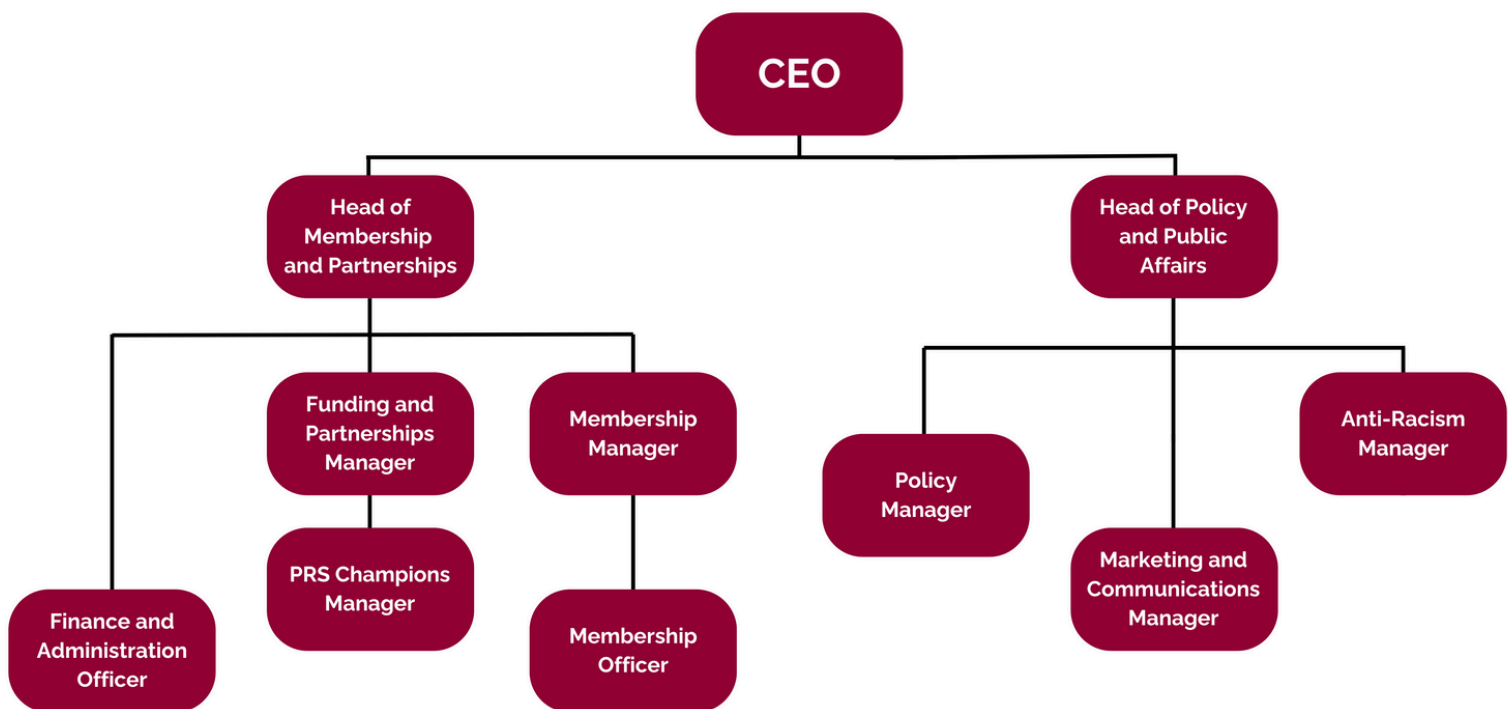 CEO
Head of
Membership
and Partnerships
Head of Policy
and Public
Affairs
Funding and
Partnerships
Manager
Membership
Manager
Anti-Racism
Manager
Policy
Manager
PRS Champions
Manager
Marketing and
Communications
Manager
Finance and
Administration
Officer
Membership
Officer